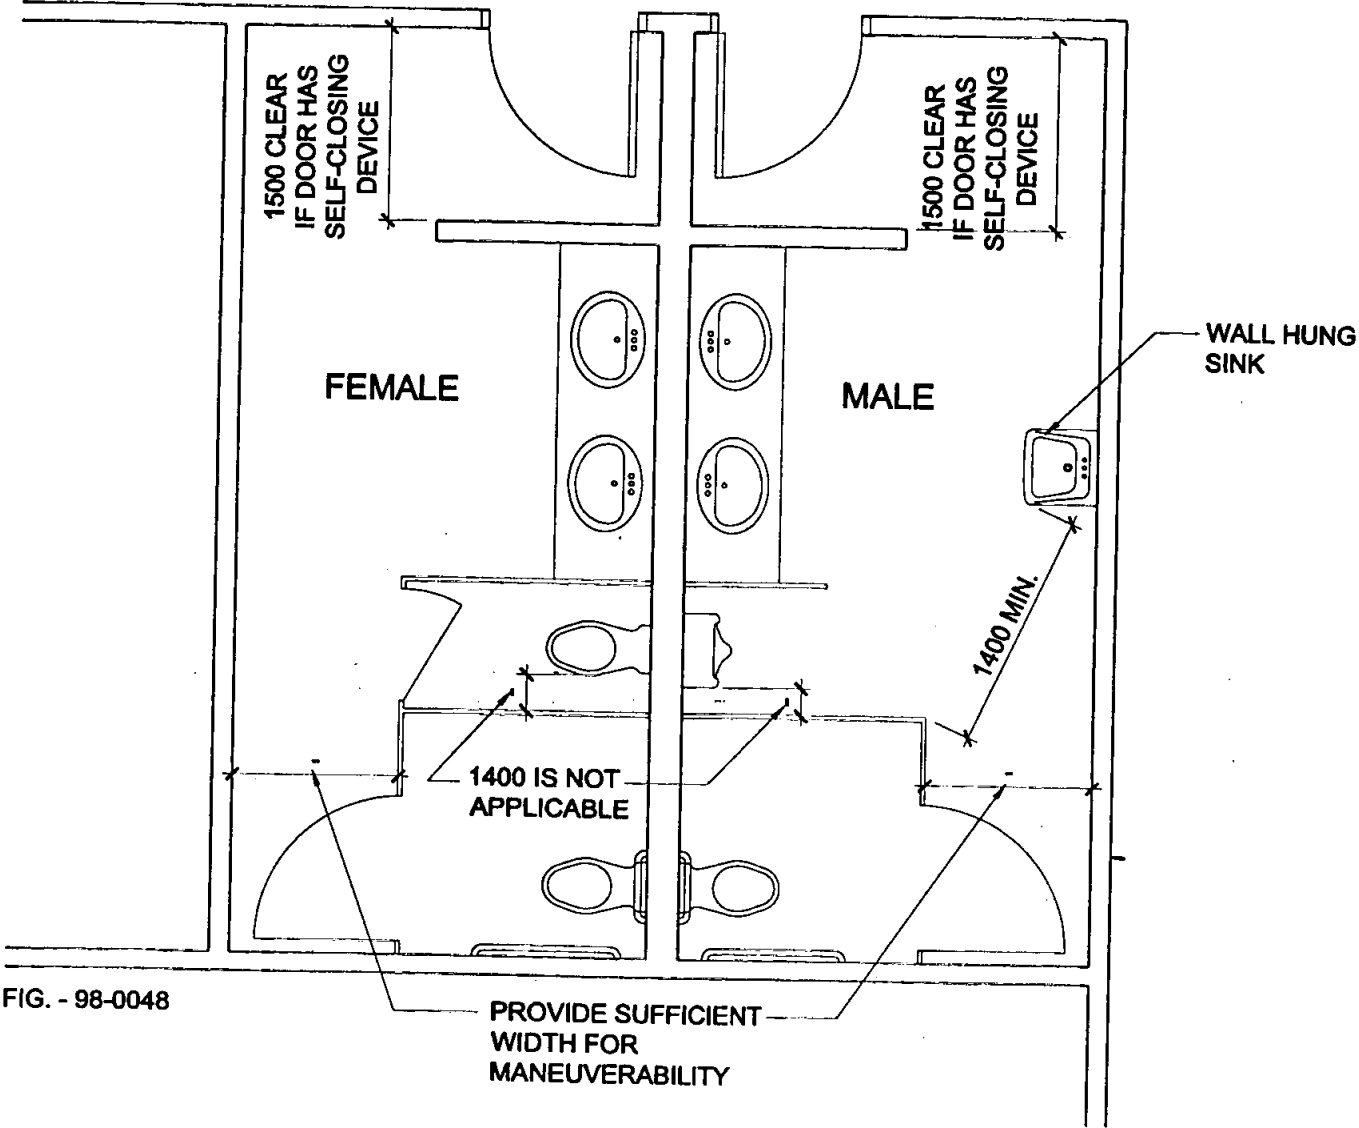 1500 CLEAR
IF DOOR HAS
SELF-CLOSING
DEVICE
1500 CLEAR
IF DOOR HAS
SELF-CLOSING
DEVICE
WALL HUNG
SINK
FEMALE
MALE
1400 MIN.
1400 IS NOT
APPLICABLE
FIG. - 98-0048
PROVIDE SUFFICIENT
WIDTH FOR
MANEUVERABILITY